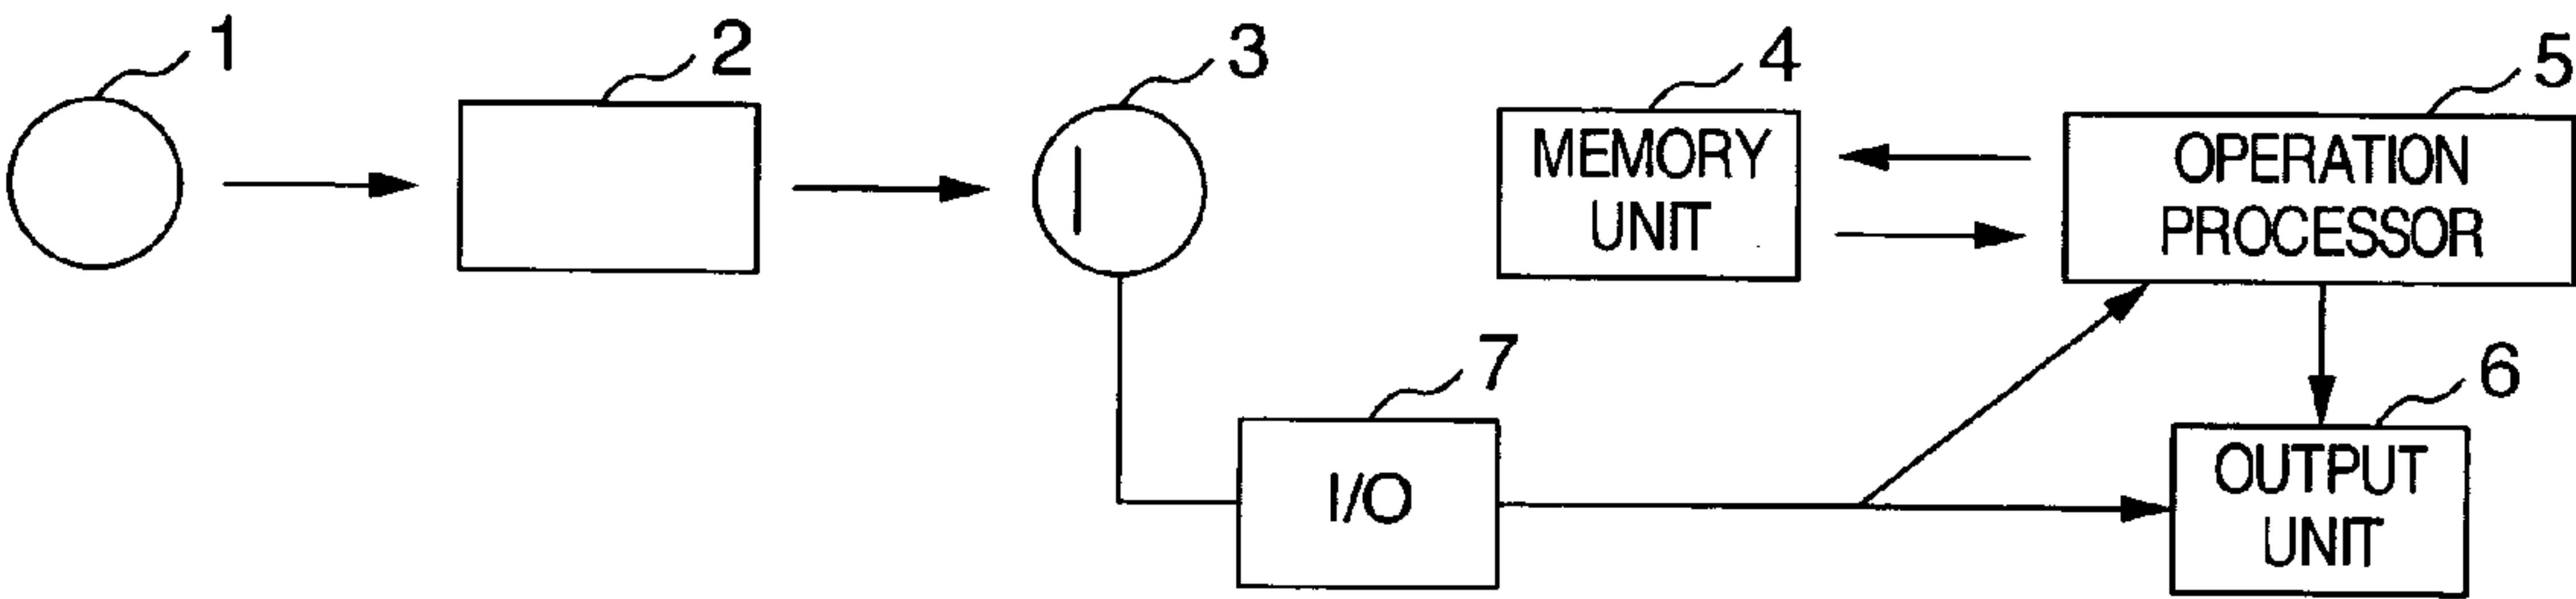 1
2
3
4
5
MEMORY
UNIT
OPERATION
PROCESSOR
7
6
I/O
OUTPUT
UNIT